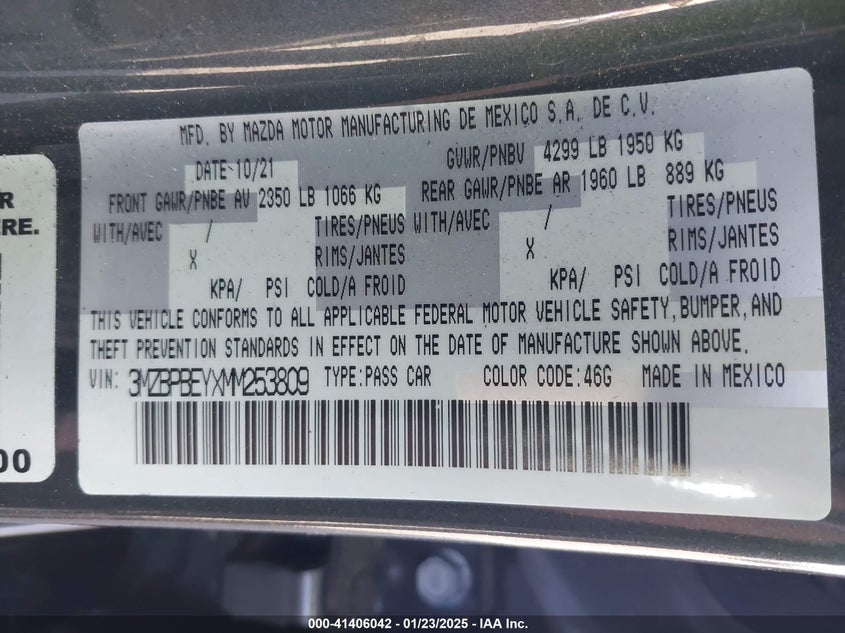 MFD. BY MAZDA MOTOR MANUFACTURING DE MEXICO S.A. DE C.V.
DATE 10/21 GVWR/PNBV 4299 LB 1950 KG
FRONT GAWR/PNBE AV 2350 LB 1066 KG REAR GAWR/PNBE AR 1960 LB 889 KG
WITH/AVEC / TIRES/PNEUS WITH/AVEC / TIRES/PNEUS
X RIMS/JANTES X RIMS/JANTES
KPA/ PSI COLD/A FROID KPA/ PSI COLD/A FROID
THIS VEHICLE CONFORMS TO ALL APPLICABLE FEDERAL MOTOR VEHICLE SAFETY, BUMPER, AND
THEFT PREVENTION STANDARDS IN EFFECT ON THE DATE OF MANUFACTURE SHOWN ABOVE.
VIN: 3MZBPBEYXMM253809 TYPE:PASS CAR COLOR CODE:46G MADE IN MEXICO
R
ERE.
00
000-41406042 / 01/23/2025 - IAA Inc.